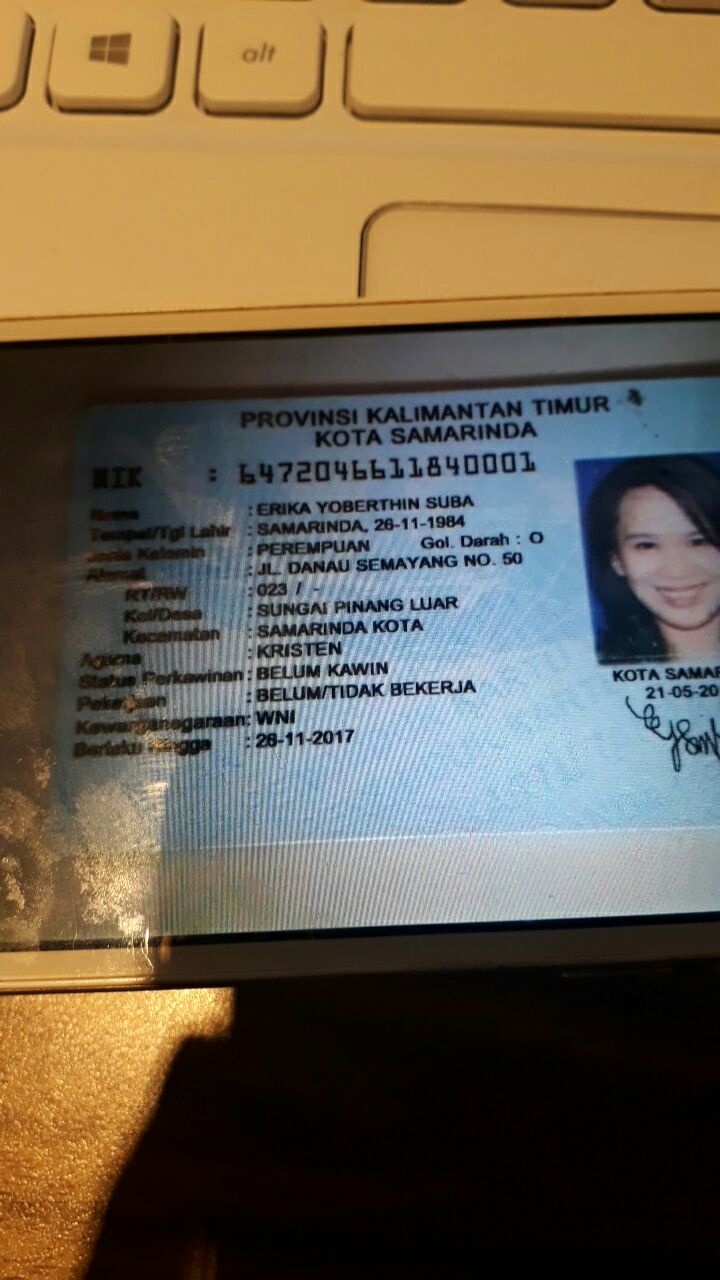 alt
PROVINSI KALIMANTAN TIMUR
KOTA SAMARINDA
NIK : 6472046611840001
Nama : ERIKA YOBERTHIN SUBA
Tempat/Tgl Lahir : SAMARINDA, 26-11-1984
Jenis Kelamin : PEREMPUAN Gol. Darah : O
Alamat : JL. DANAU SEMAYANG NO. 50
RT/RW : 023 / -
Kel/Desa : SUNGAI PINANG LUAR
Kecamatan : SAMARINDA KOTA
Agama : KRISTEN
Status Perkawinan : BELUM KAWIN
Pekerjaan : BELUM/TIDAK BEKERJA
Kewarganegaraan : WNI
Berlaku Hingga : 26-11-2017
KOTA SAMAR
21-05-20